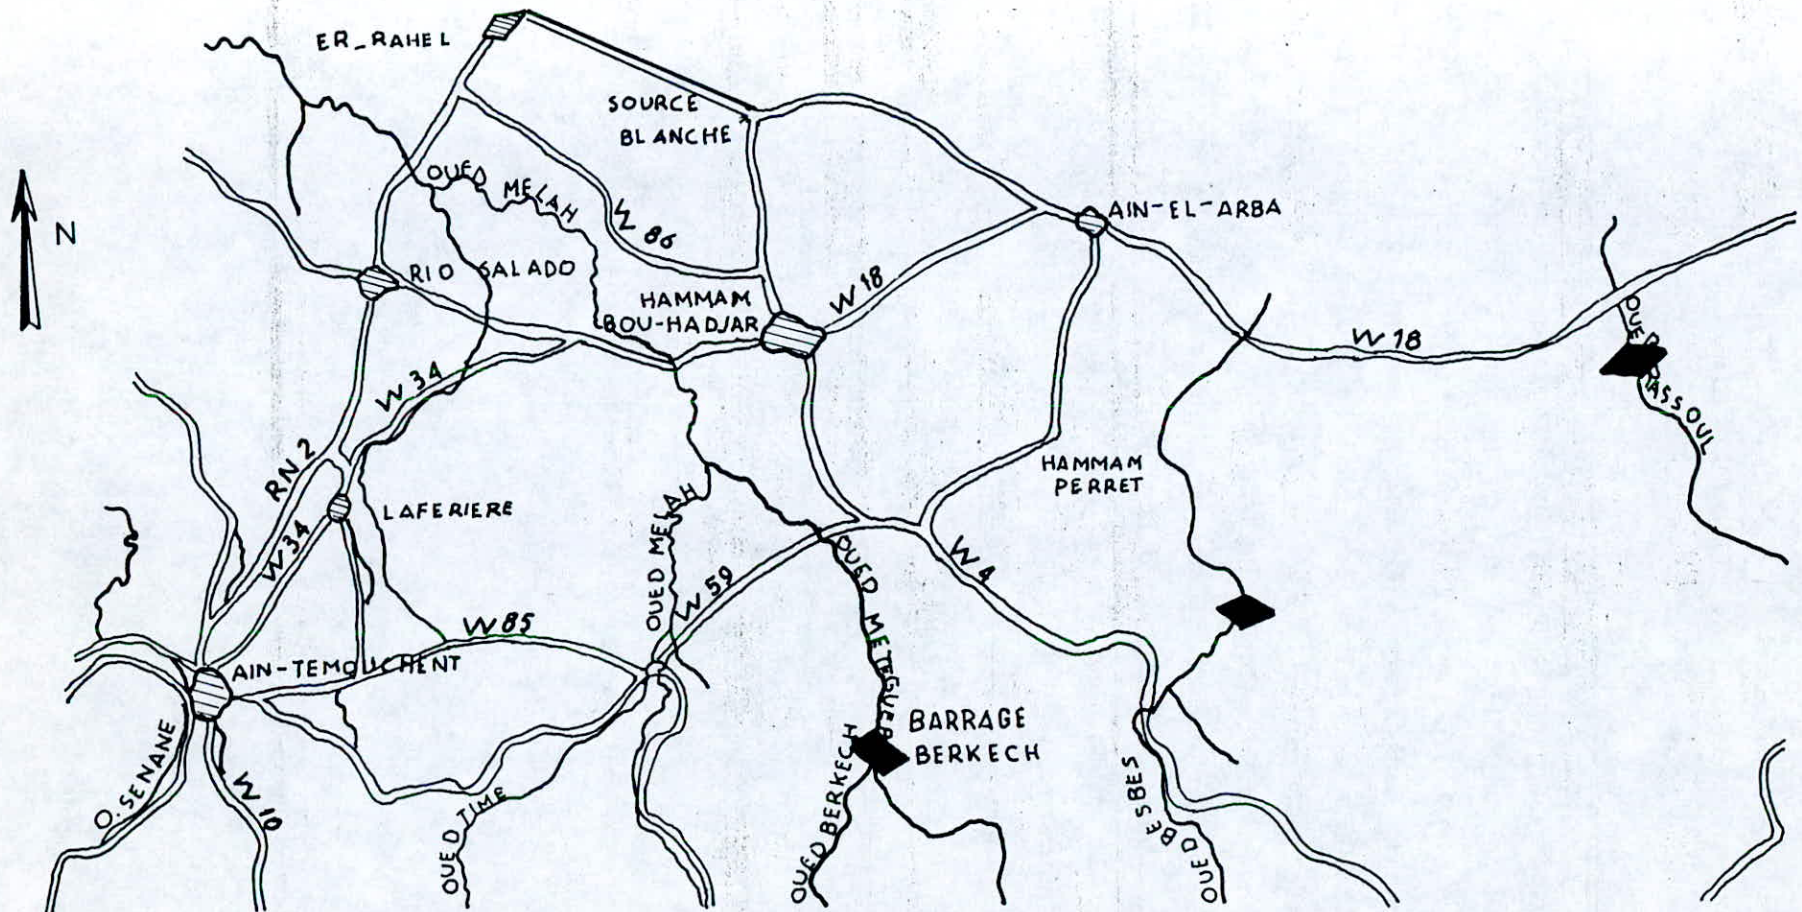 ER_RAHEL
SOURCE
BLANCHE
OUED MELAH
W 86
AIN-EL-ARBA
N
RIO SALADO
HAMMAM
BOU-HADJAR
W 18
W 18
W 34
RN 2
HAMMAM
PERRET
LAFERIERE
W 34
OUED MELAH
W 59
W 4
W 85
AIN-TEMOUCHENT
O. SENANE
W 10
OUED TIME
BARRAGE
BERKECH
OUED BERKECH
OUED BESBES
OUED